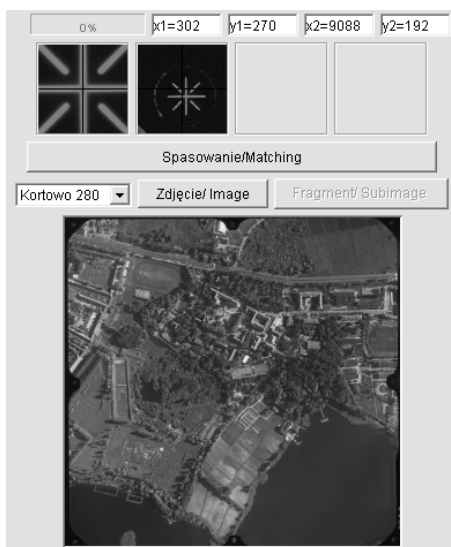 0% x1=302 y1=270 x2=9088 y2=192
Spasowanie/Matching
Kortowo 280 Zdjęcie/ Image Fragment/ Subimage